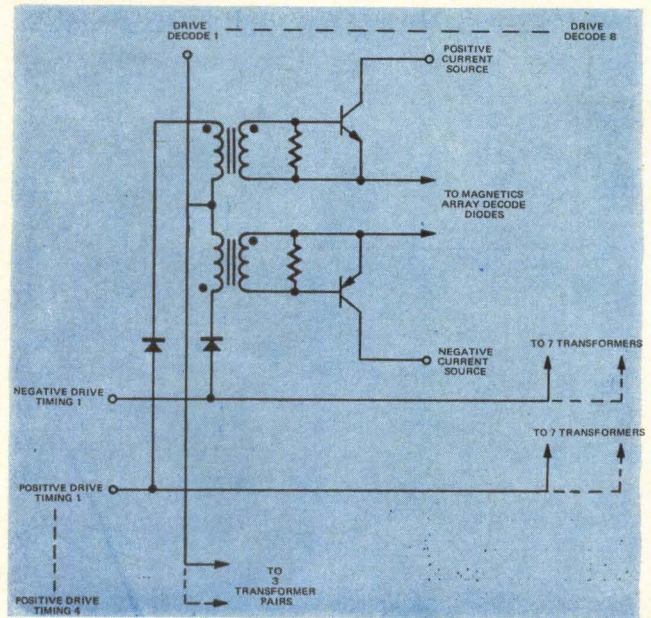 DRIVE
DECODE 1
DRIVE
DECODE 8
POSITIVE
CURRENT
SOURCE
TO MAGNETICS
ARRAY DECODE
DIODES
NEGATIVE
CURRENT
SOURCE
TO 7 TRANSFORMERS
NEGATIVE DRIVE
TIMING 1
TO 7 TRANSFORMERS
POSITIVE DRIVE
TIMING 1
TO
3
TRANSFORMER
PAIRS
POSITIVE DRIVE
TIMING 4